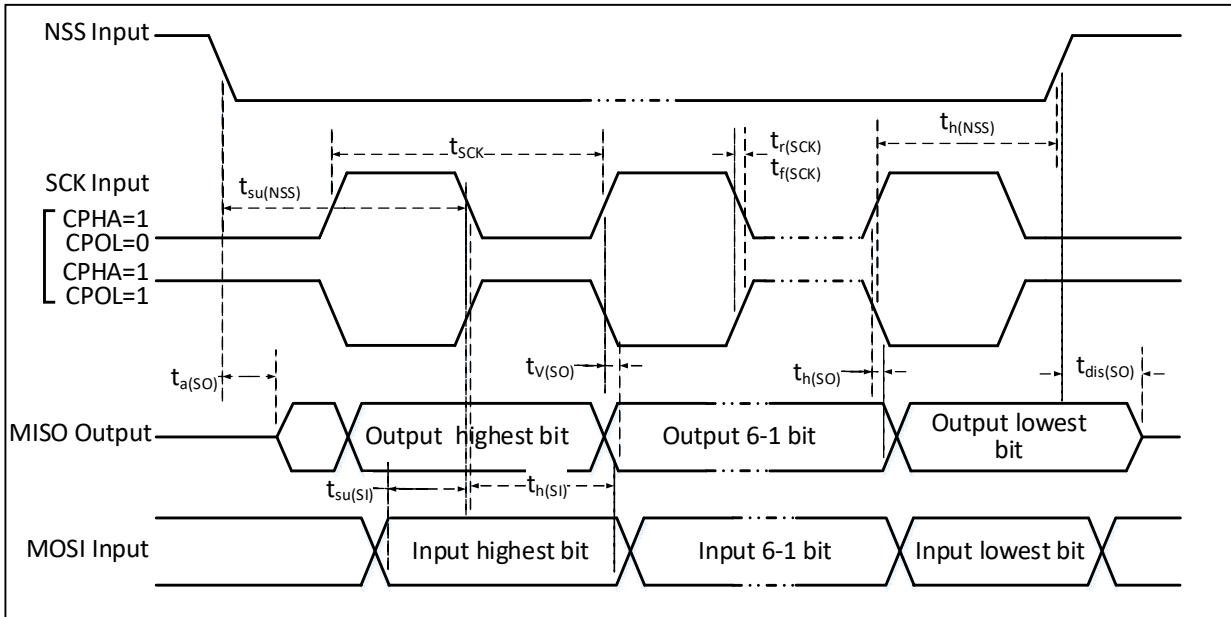 NSS Input
t_SCK
t_r(SCK)
t_f(SCK)
t_h(NSS)
SCK Input
t_su(NSS)
CPHA=1
CPOL=0
CPHA=1
CPOL=1
t_a(SO)
t_V(SO)
t_h(SO)
t_dis(SO)
MISO Output
Output highest bit
Output 6-1 bit
Output lowest
bit
t_su(SI)
t_h(SI)
MOSI Input
Input highest bit
Input 6-1 bit
Input lowest bit